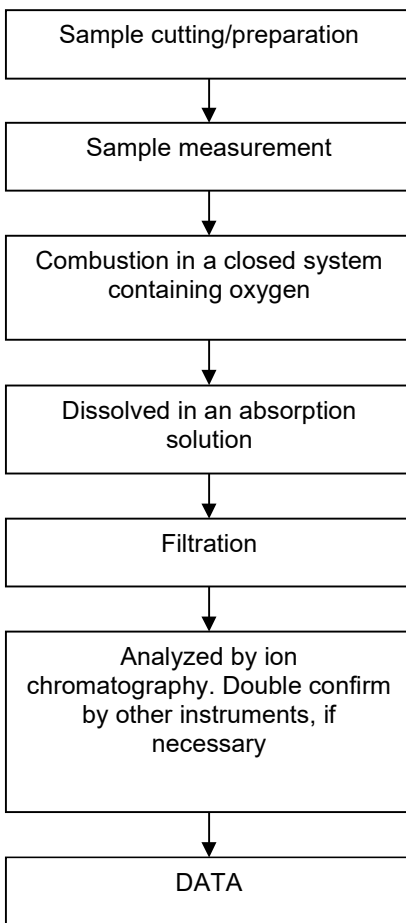 Sample cutting/preparation
Sample measurement
Combustion in a closed system
containing oxygen
Dissolved in an absorption
solution
Filtration
Analyzed by ion
chromatography. Double confirm
by other instruments, if
necessary
DATA